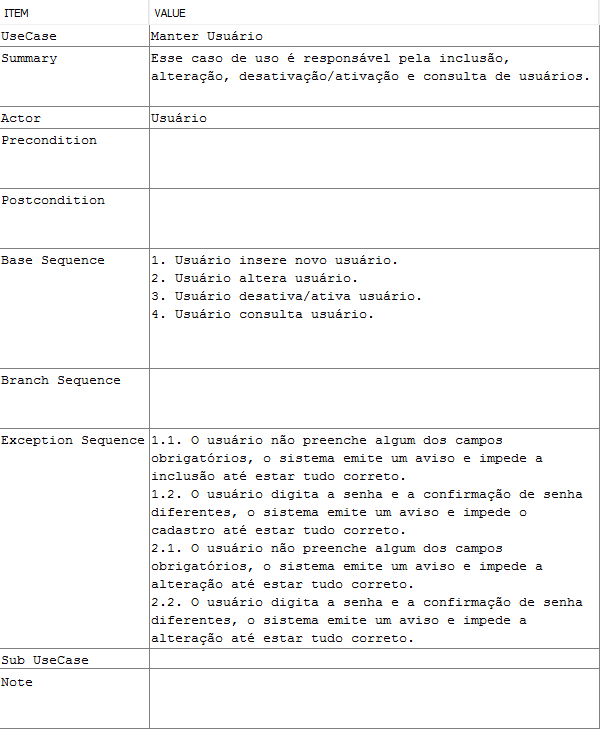 ITEM VALUE
UseCase Manter Usuário
Summary Esse caso de uso é responsável pela inclusão,
alteração, desativação/ativação e consulta de usuários.
Actor Usuário
Precondition
Postcondition
Base Sequence 1. Usuário insere novo usuário.
2. Usuário altera usuário.
3. Usuário desativa/ativa usuário.
4. Usuário consulta usuário.
Branch Sequence
Exception Sequence 1.1. O usuário não preenche algum dos campos
obrigatórios, o sistema emite um aviso e impede a
inclusão até estar tudo correto.
1.2. O usuário digita a senha e a confirmação de senha
diferentes, o sistema emite um aviso e impede o
cadastro até estar tudo correto.
2.1. O usuário não preenche algum dos campos
obrigatórios, o sistema emite um aviso e impede a
alteração até estar tudo correto.
2.2. O usuário digita a senha e a confirmação de senha
diferentes, o sistema emite um aviso e impede a
alteração até estar tudo correto.
Sub UseCase
Note